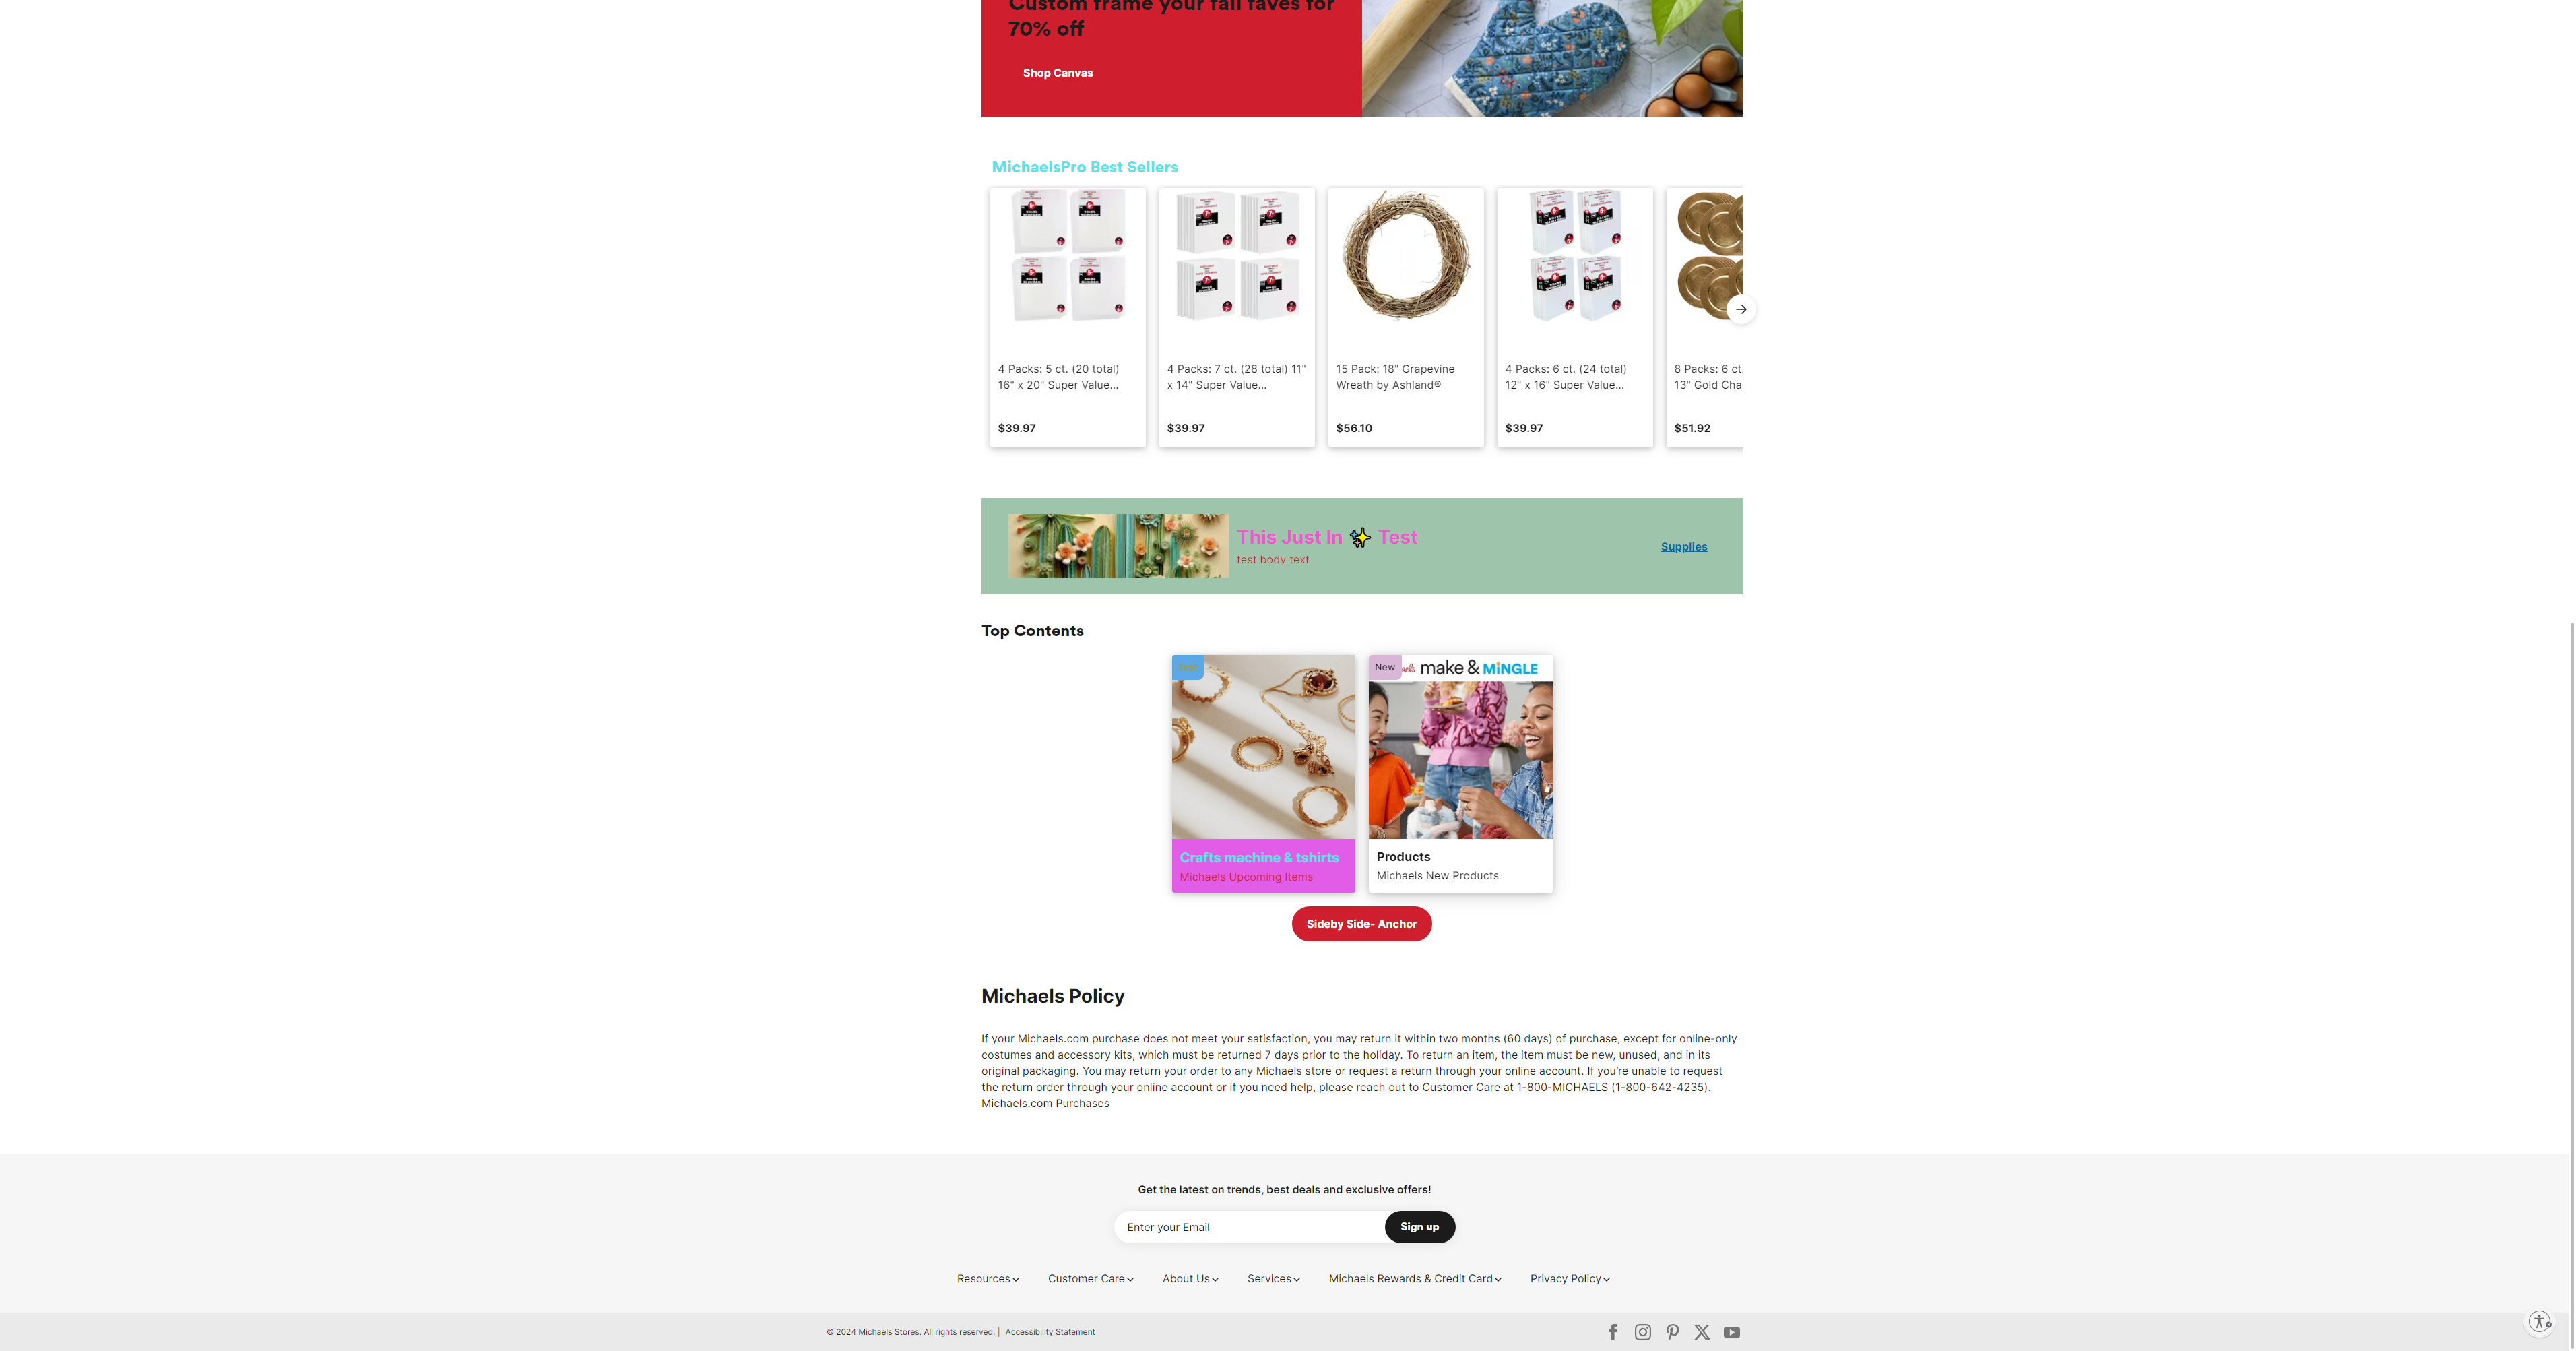 Custom frame your fall faves for
70% off
Shop Canvas
MichaelsPro Best Sellers
4 Packs: 5 ct. (20 total)
16" x 20" Super Value...
$39.97
4 Packs: 7 ct. (28 total) 11"
x 14" Super Value...
$39.97
15 Pack: 18" Grapevine
Wreath by Ashland®
$56.10
4 Packs: 6 ct. (24 total)
12" x 16" Super Value...
$39.97
8 Packs: 6 ct
13" Gold Cha
$51.92
This Just In ✨ Test
test body text
Supplies
Top Contents
Test
New
make & MiNGLE
Crafts machine & tshirts
Michaels Upcoming Items
Products
Michaels New Products
Sideby Side- Anchor
Michaels Policy
If your Michaels.com purchase does not meet your satisfaction, you may return it within two months (60 days) of purchase, except for online-only
costumes and accessory kits, which must be returned 7 days prior to the holiday. To return an item, the item must be new, unused, and in its
original packaging. You may return your order to any Michaels store or request a return through your online account. If you're unable to request
the return order through your online account or if you need help, please reach out to Customer Care at 1-800-MICHAELS (1-800-642-4235).
Michaels.com Purchases
Get the latest on trends, best deals and exclusive offers!
Enter your Email
Sign up
Resources
Customer Care
About Us
Services
Michaels Rewards & Credit Card
Privacy Policy
© 2024 Michaels Stores. All rights reserved. |
Accessibility Statement